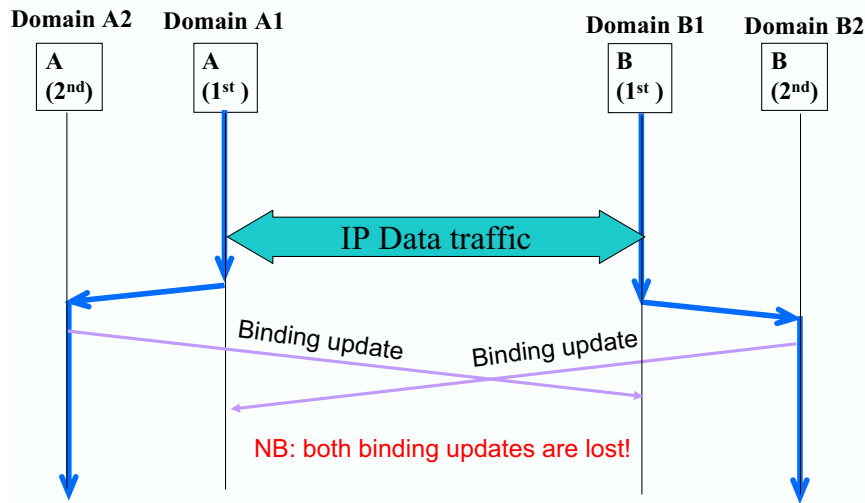 Domain A2
Domain A1
Domain B1
Domain B2
A
(2nd)
A
(1st )
B
(1st )
B
(2nd)
IP Data traffic
Binding update
Binding update
NB: both binding updates are lost!